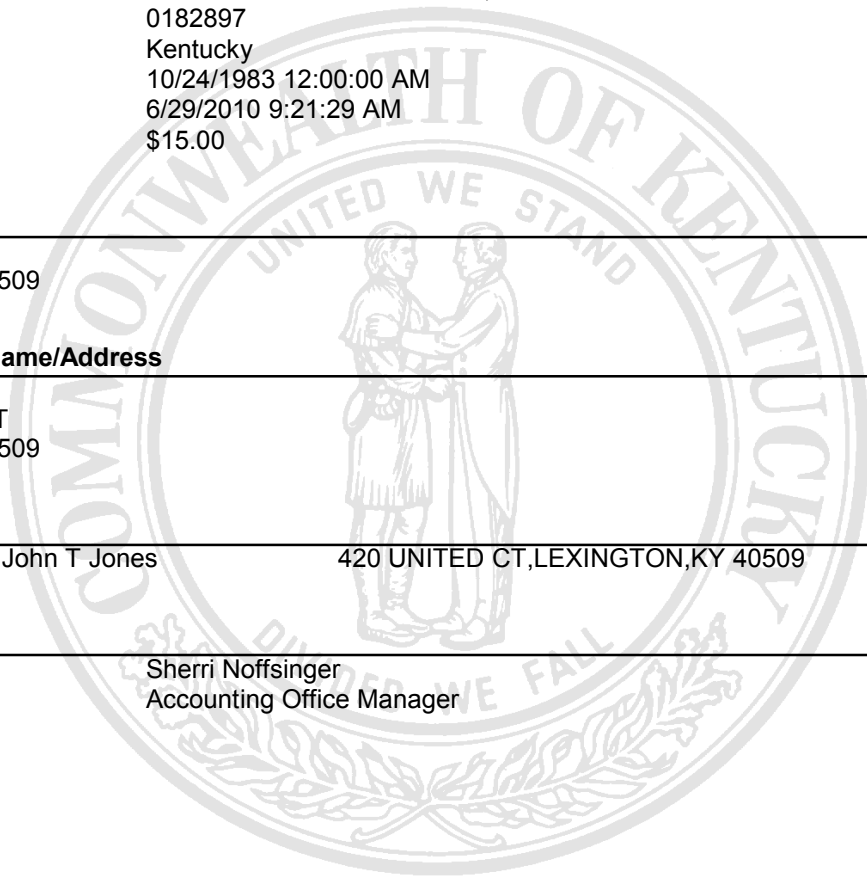 0182897
Kentucky
10/24/1983 12:00:00 AM
6/29/2010 9:21:29 AM
$15.00
COMMONWEALTH OF KENTUCKY
UNITED WE STAND
509
ame/Address
T
509
John T Jones 420 UNITED CT,LEXINGTON,KY 40509
DIVIDED WE FALL
Sherri Noffsinger
Accounting Office Manager